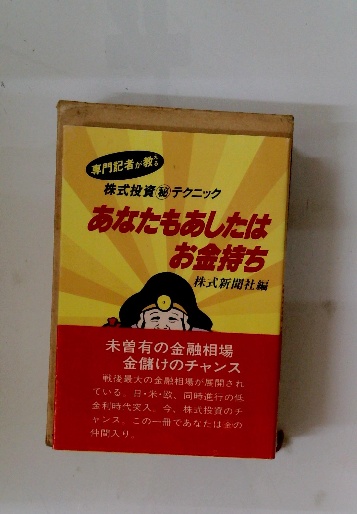 専門記者が教える
株式投資㊙テクニック
あなたもあしたは
お金持ち
株式新聞社編
未曽有の金融相場
金儲けのチャンス
戦後最大の金融相場が展開され
ている。日・米・欧、同時進行の低
金利時代突入。今、株式投資のチ
ャンス。この一冊であなたは金の
仲間入り。